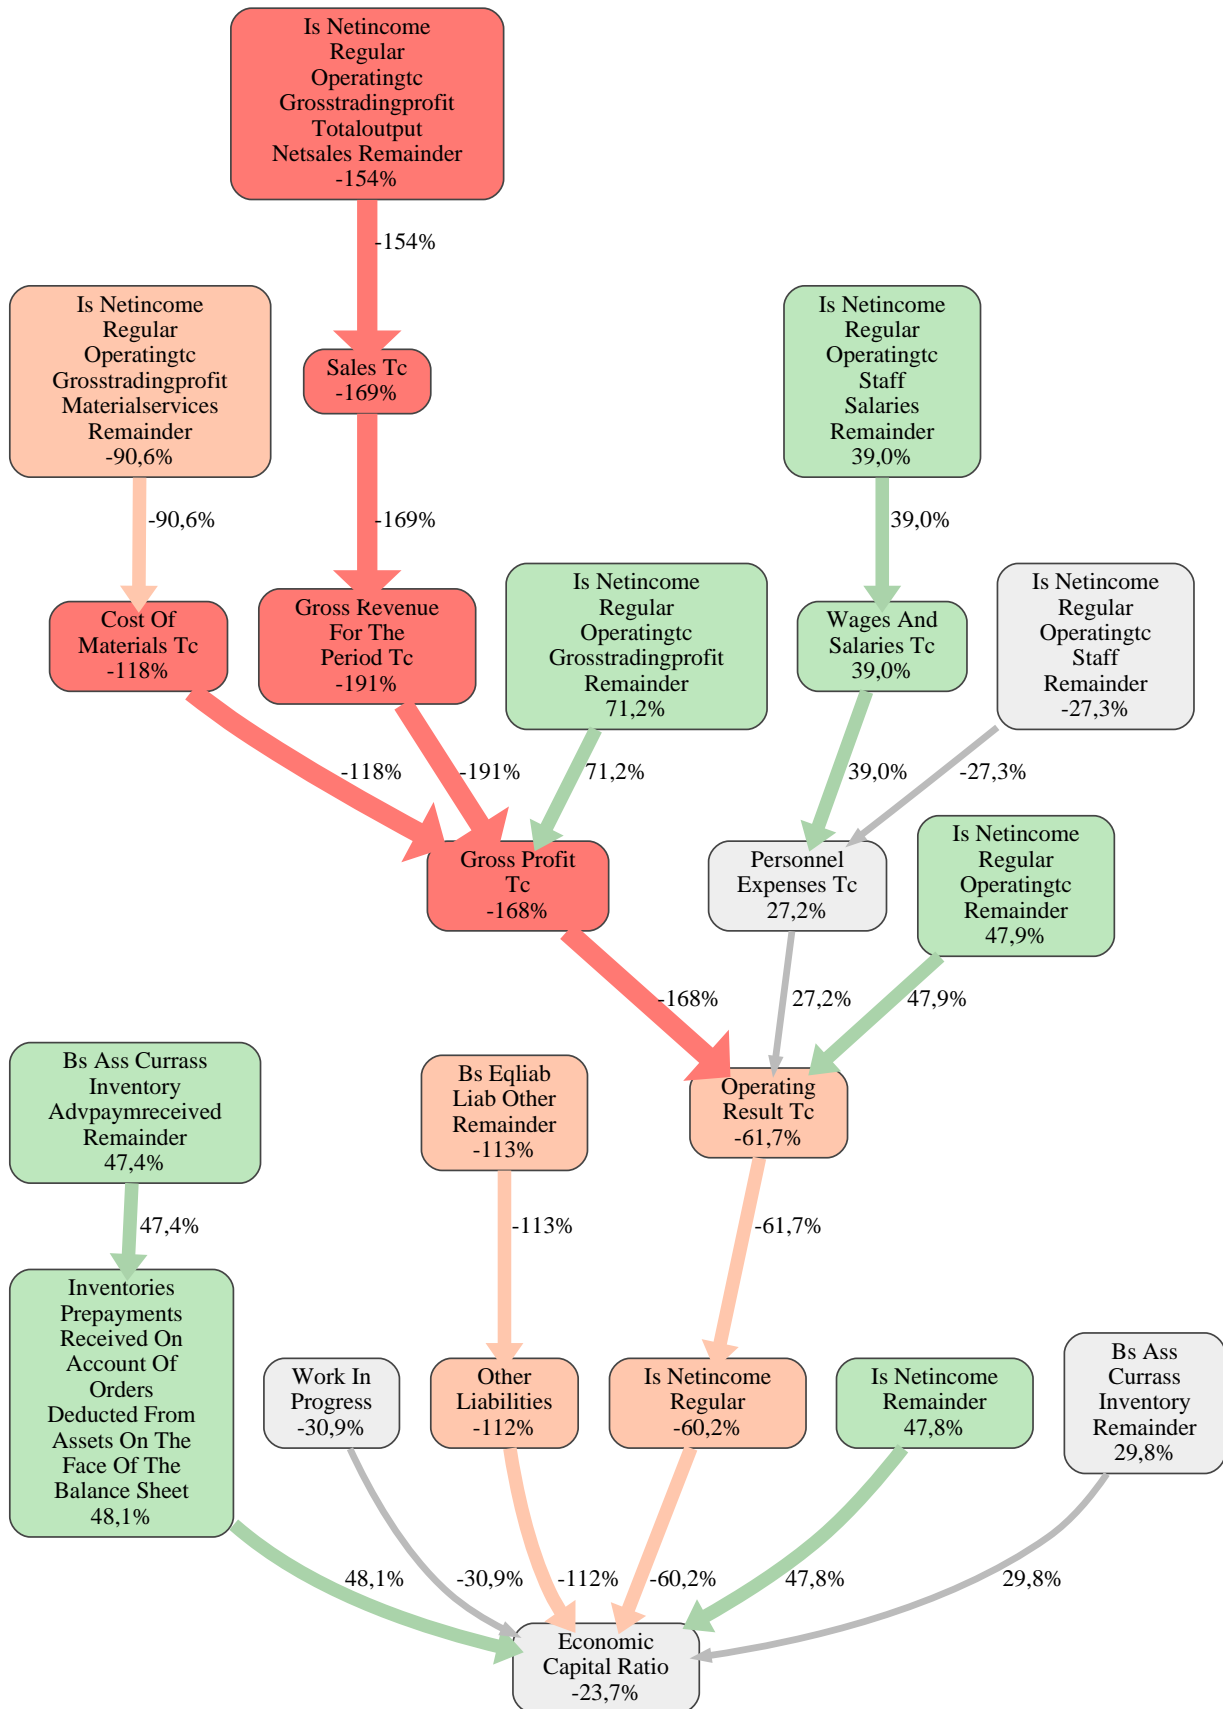 Is Netincome
Regular
Operatingtc
Grosstradingprofit
Totaloutput
Netsales Remainder
-154%
-154%
Is Netincome
Regular
Operatingtc
Grosstradingprofit
Materialservices
Remainder
-90,6%
Sales Tc
-169%
Is Netincome
Regular
Operatingtc
Staff
Salaries
Remainder
39,0%
-90,6%
-169%
39,0%
Cost Of
Materials Tc
-118%
Gross Revenue
For The
Period Tc
-191%
Is Netincome
Regular
Operatingtc
Grosstradingprofit
Remainder
71,2%
Wages And
Salaries Tc
39,0%
Is Netincome
Regular
Operatingtc
Staff
Remainder
-27,3%
-118%
-191%
71,2%
39,0%
-27,3%
Gross Profit
Tc
-168%
Personnel
Expenses Tc
27,2%
Is Netincome
Regular
Operatingtc
Remainder
47,9%
-168%
27,2%
47,9%
Bs Ass Currass
Inventory
Advpaymreceived
Remainder
47,4%
Bs Eqliab
Liab Other
Remainder
-113%
Operating
Result Tc
-61,7%
47,4%
-113%
-61,7%
Inventories
Prepayments
Received On
Account Of
Orders
Deducted From
Assets On The
Face Of The
Balance Sheet
48,1%
Work In
Progress
-30,9%
Other
Liabilities
-112%
Is Netincome
Regular
-60,2%
Is Netincome
Remainder
47,8%
Bs Ass
Currass
Inventory
Remainder
29,8%
48,1%
-30,9%
-112%
-60,2%
47,8%
29,8%
Economic
Capital Ratio
-23,7%